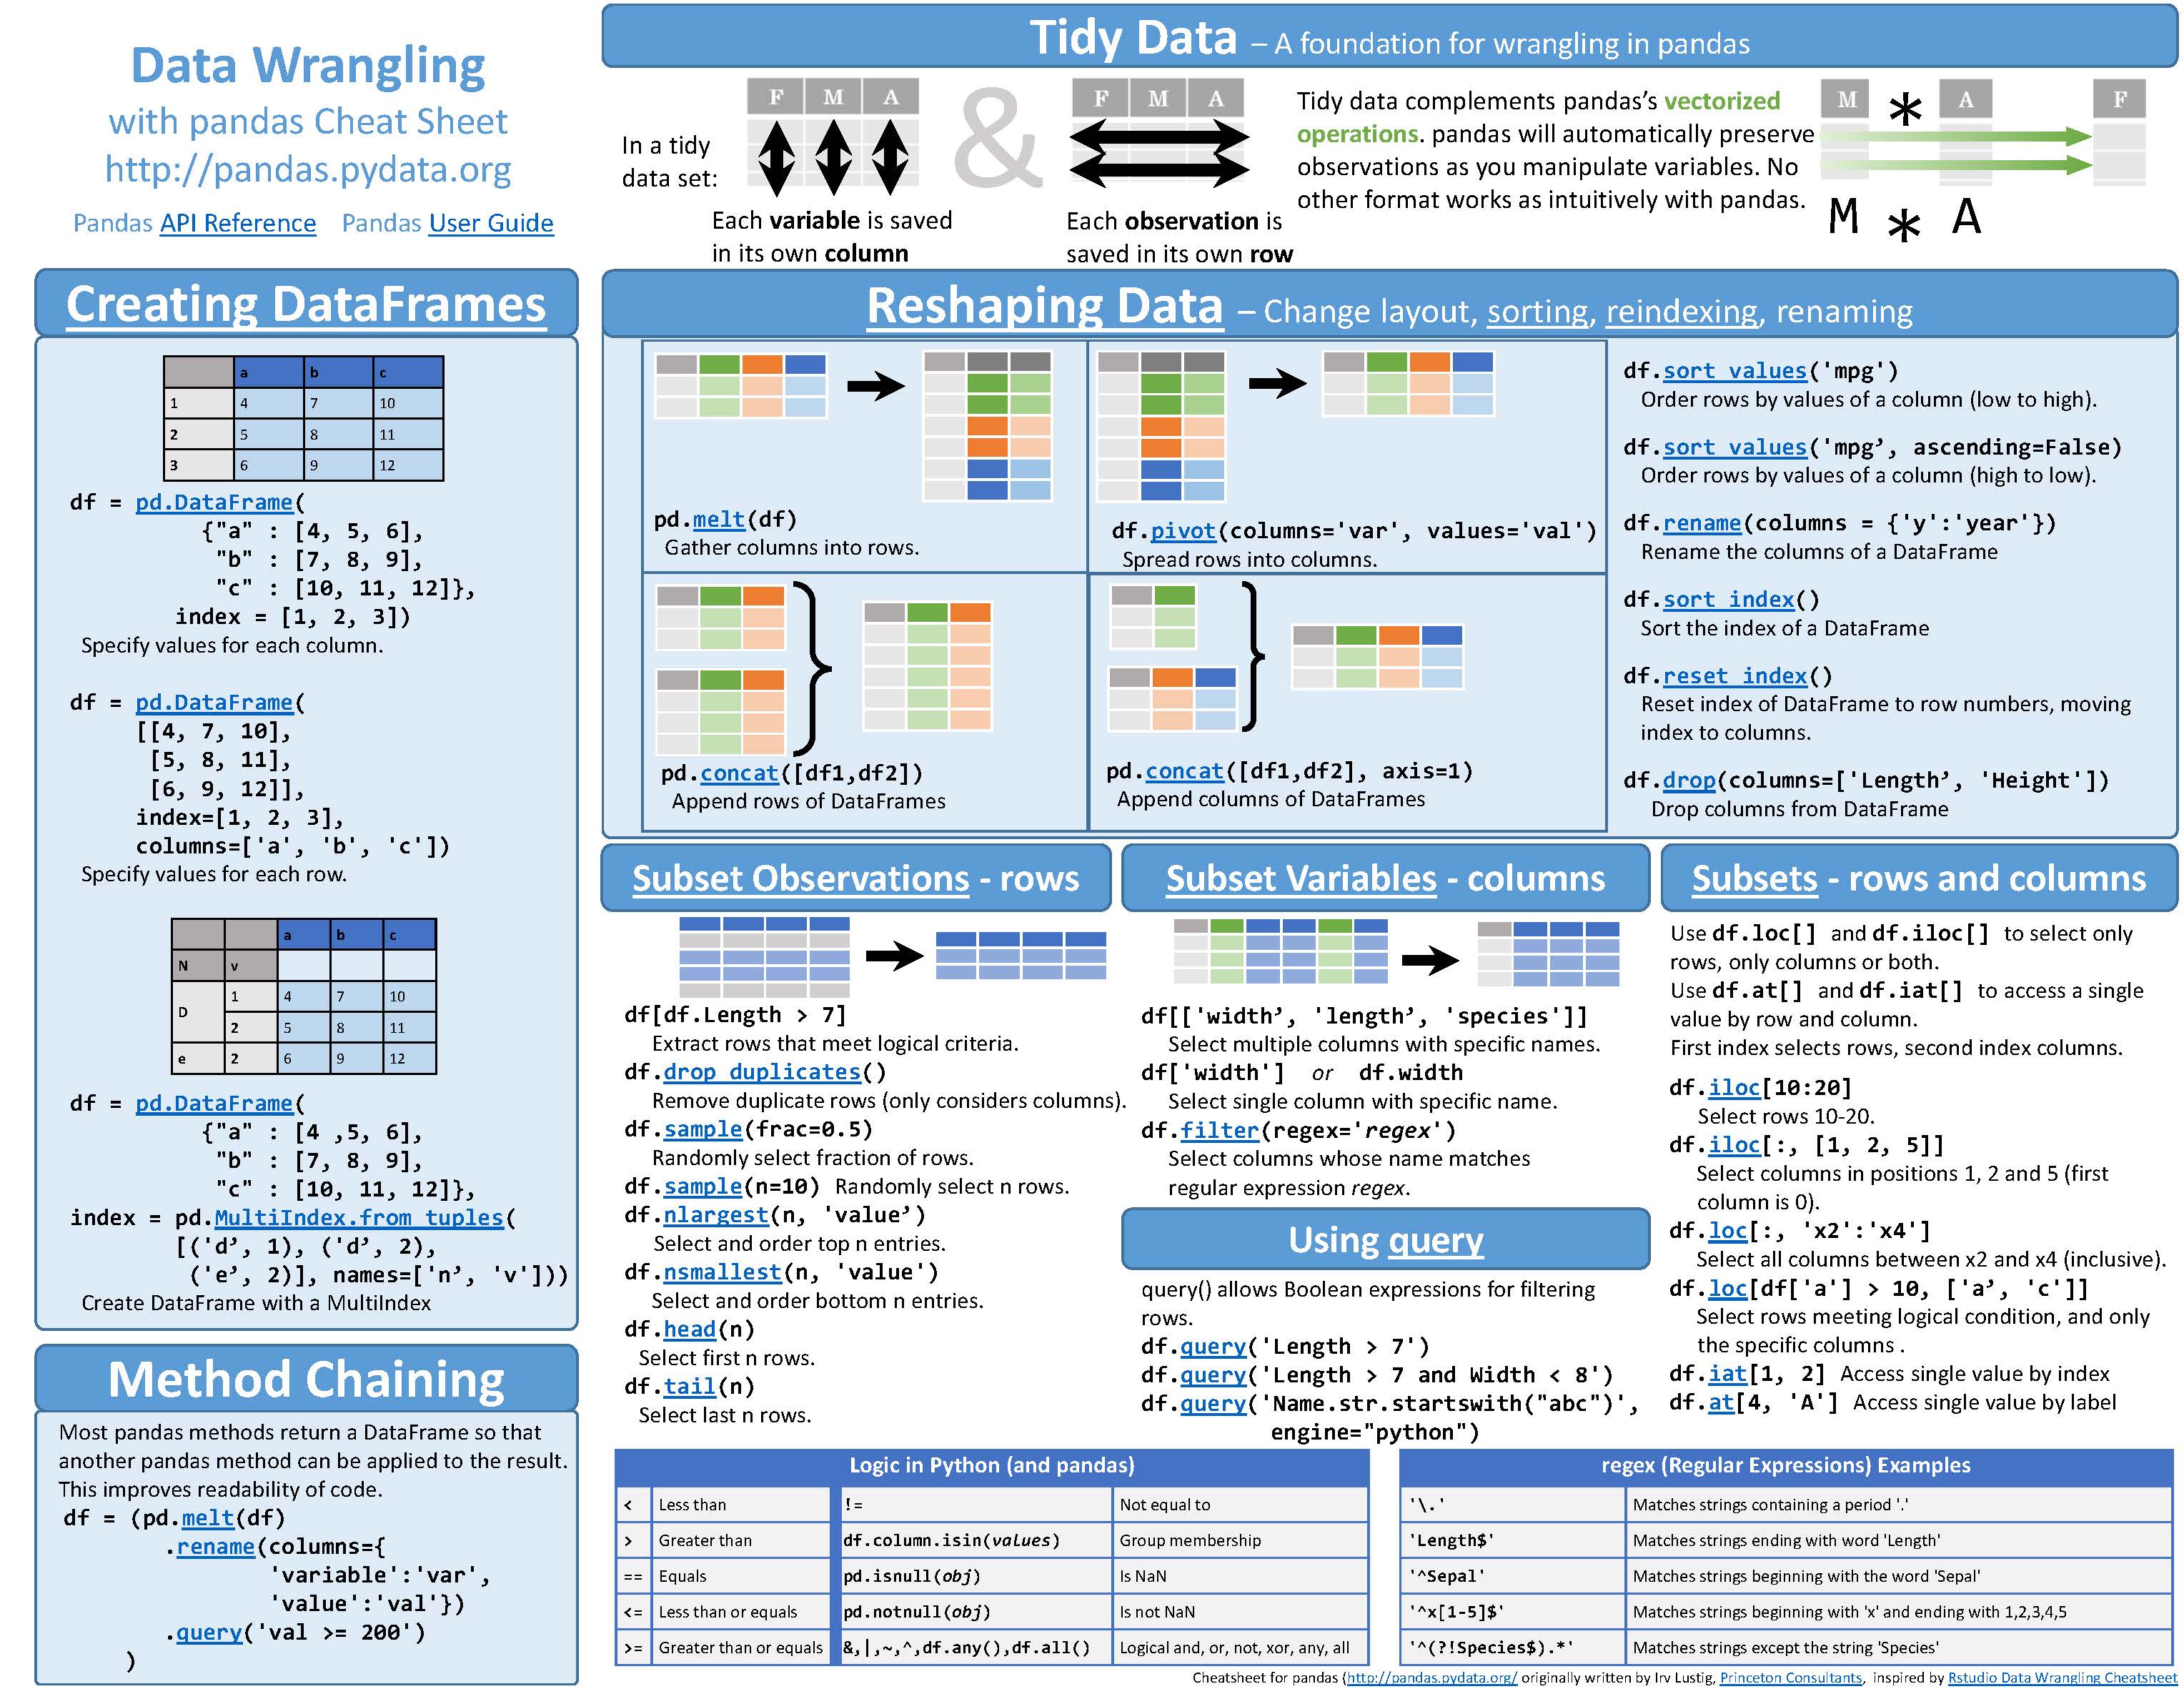 Data Wrangling
with pandas Cheat Sheet
http://pandas.pydata.org
Pandas API Reference Pandas User Guide
Creating DataFrames
a b c
1 4 7 10
2 5 8 11
3 6 9 12
df = pd.DataFrame(
{"a" : [4, 5, 6],
"b" : [7, 8, 9],
"c" : [10, 11, 12]},
index = [1, 2, 3])
Specify values for each column.
df = pd.DataFrame(
[[4, 7, 10],
[5, 8, 11],
[6, 9, 12]],
index=[1, 2, 3],
columns=['a', 'b', 'c'])
Specify values for each row.
a b c
N v
D 1 4 7 10
2 5 8 11
e 2 6 9 12
df = pd.DataFrame(
{"a" : [4 ,5, 6],
"b" : [7, 8, 9],
"c" : [10, 11, 12]},
index = pd.MultiIndex.from_tuples(
[('d’, 1), ('d’, 2),
('e’, 2)], names=['n’, 'v']))
Create DataFrame with a MultiIndex
Method Chaining
Most pandas methods return a DataFrame so that
another pandas method can be applied to the result.
This improves readability of code.
df = (pd.melt(df)
.rename(columns={
'variable':'var',
'value':'val'})
.query('val >= 200')
)
Tidy Data – A foundation for wrangling in pandas
In a tidy
data set:
F M A
&
F M A
Each variable is saved
in its own column
Each observation is
saved in its own row
Tidy data complements pandas’s vectorized
operations. pandas will automatically preserve
observations as you manipulate variables. No
other format works as intuitively with pandas.
M * A F
M * A
Reshaping Data – Change layout, sorting, reindexing, renaming
pd.melt(df)
Gather columns into rows.
df.pivot(columns='var', values='val')
Spread rows into columns.
pd.concat([df1,df2])
Append rows of DataFrames
pd.concat([df1,df2], axis=1)
Append columns of DataFrames
df.sort_values('mpg')
Order rows by values of a column (low to high).
df.sort_values('mpg’, ascending=False)
Order rows by values of a column (high to low).
df.rename(columns = {'y':'year'})
Rename the columns of a DataFrame
df.sort_index()
Sort the index of a DataFrame
df.reset_index()
Reset index of DataFrame to row numbers, moving
index to columns.
df.drop(columns=['Length’, 'Height'])
Drop columns from DataFrame
Subset Observations - rows
df[df.Length > 7]
Extract rows that meet logical criteria.
df.drop_duplicates()
Remove duplicate rows (only considers columns).
df.sample(frac=0.5)
Randomly select fraction of rows.
df.sample(n=10) Randomly select n rows.
df.nlargest(n, 'value’)
Select and order top n entries.
df.nsmallest(n, 'value')
Select and order bottom n entries.
df.head(n)
Select first n rows.
df.tail(n)
Select last n rows.
Subset Variables - columns
df[['width’, 'length’, 'species']]
Select multiple columns with specific names.
df['width'] or df.width
Select single column with specific name.
df.filter(regex='regex')
Select columns whose name matches
regular expression regex.
Using query
query() allows Boolean expressions for filtering
rows.
df.query('Length > 7')
df.query('Length > 7 and Width < 8')
df.query('Name.str.startswith("abc")',
engine="python")
Subsets - rows and columns
Use df.loc[] and df.iloc[] to select only
rows, only columns or both.
Use df.at[] and df.iat[] to access a single
value by row and column.
First index selects rows, second index columns.
df.iloc[10:20]
Select rows 10-20.
df.iloc[:, [1, 2, 5]]
Select columns in positions 1, 2 and 5 (first
column is 0).
df.loc[:, 'x2':'x4']
Select all columns between x2 and x4 (inclusive).
df.loc[df['a'] > 10, ['a’, 'c']]
Select rows meeting logical condition, and only
the specific columns .
df.iat[1, 2] Access single value by index
df.at[4, 'A'] Access single value by label
Logic in Python (and pandas)
< Less than != Not equal to
> Greater than df.column.isin(values) Group membership
== Equals pd.isnull(obj) Is NaN
<= Less than or equals pd.notnull(obj) Is not NaN
>= Greater than or equals &,|,~,^,df.any(),df.all() Logical and, or, not, xor, any, all
regex (Regular Expressions) Examples
'\.' Matches strings containing a period '.'
'Length$' Matches strings ending with word 'Length'
'^Sepal' Matches strings beginning with the word 'Sepal'
'^x[1-5]$' Matches strings beginning with 'x' and ending with 1,2,3,4,5
'^(?!Species$).*' Matches strings except the string 'Species'
Cheatsheet for pandas (http://pandas.pydata.org/ originally written by Irv Lustig, Princeton Consultants, inspired by Rstudio Data Wrangling Cheatsheet